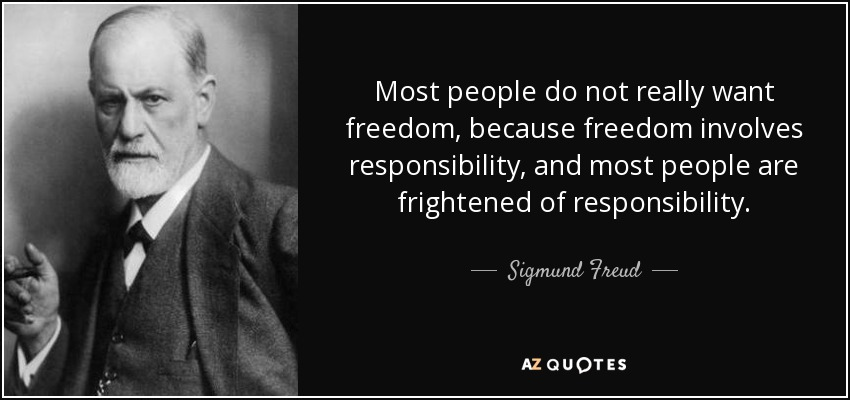 Most people do not really want
freedom, because freedom involves
responsibility, and most people are
frightened of responsibility.
Sigmund Freud
AZ QUOTES